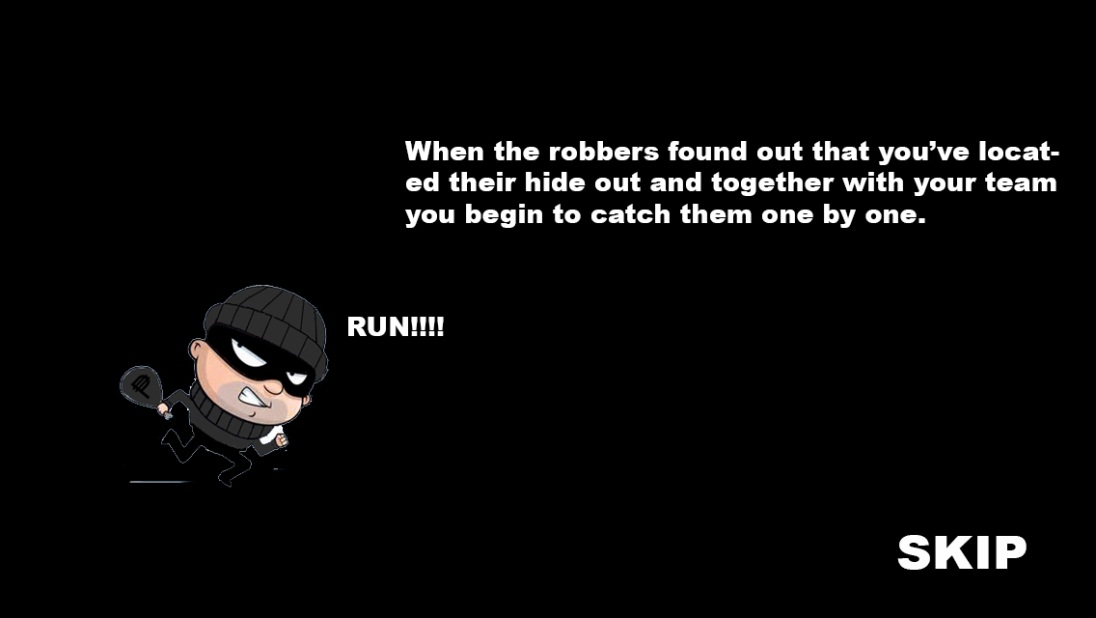 When the robbers found out that you’ve locat-
ed their hide out and together with your team
you begin to catch them one by one.
RUN!!!!
SKIP